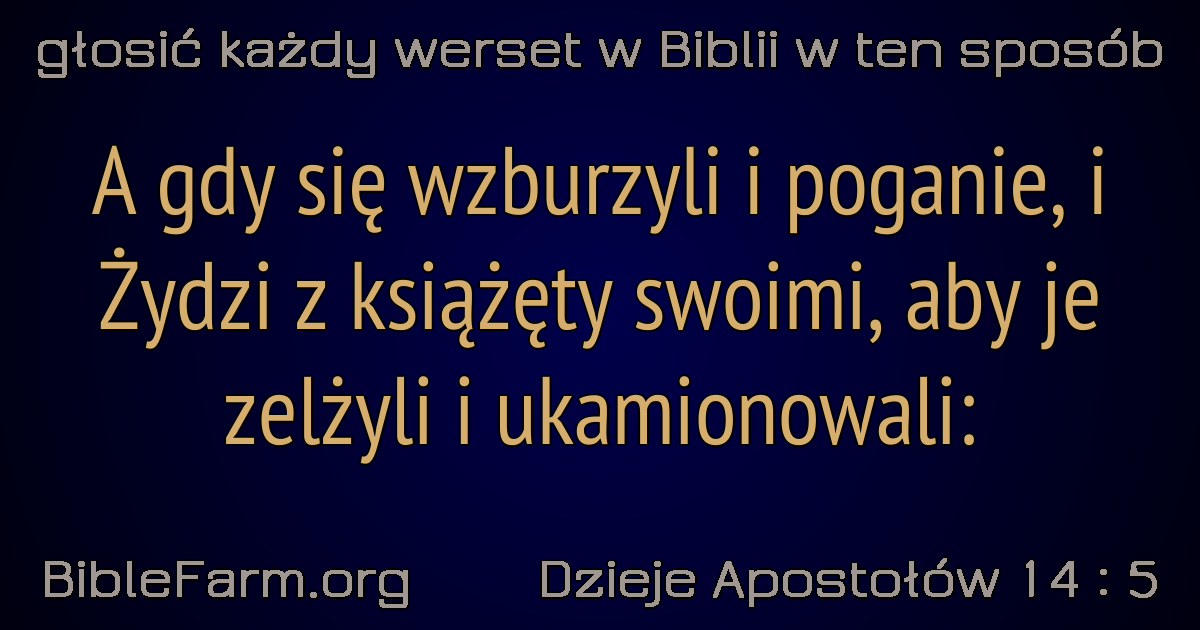 głosić każdy werset w Biblii w ten sposób
A gdy się wzburzyli i poganie, i
Żydzi z książęty swoimi, aby je
zelżyli i ukamionowali:
BibleFarm.org
Dzieje Apostołów 14 : 5